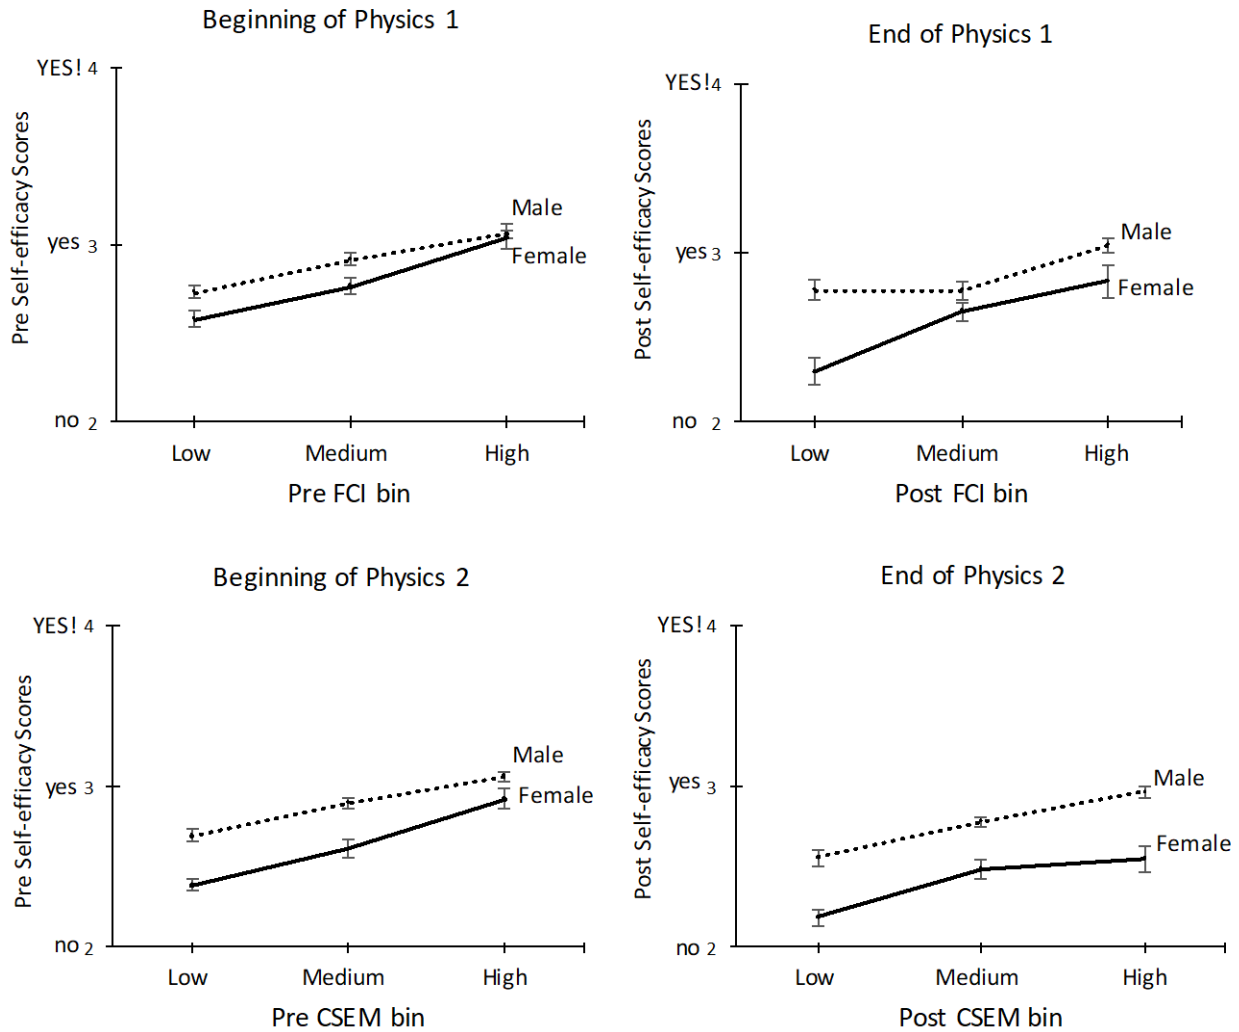 Beginning of Physics 1
YES! 4
yes 3
no 2
Pre Self-efficacy Scores
Male
Female
Low Medium High
Pre FCI bin
End of Physics 1
YES! 4
yes 3
no 2
Post Self-efficacy Scores
Male
Female
Low Medium High
Post FCI bin
Beginning of Physics 2
YES! 4
yes 3
no 2
Pre Self-efficacy Scores
Male
Female
Low Medium High
Pre CSEM bin
End of Physics 2
YES! 4
yes 3
no 2
Post Self-efficacy Scores
Male
Female
Low Medium High
Post CSEM bin